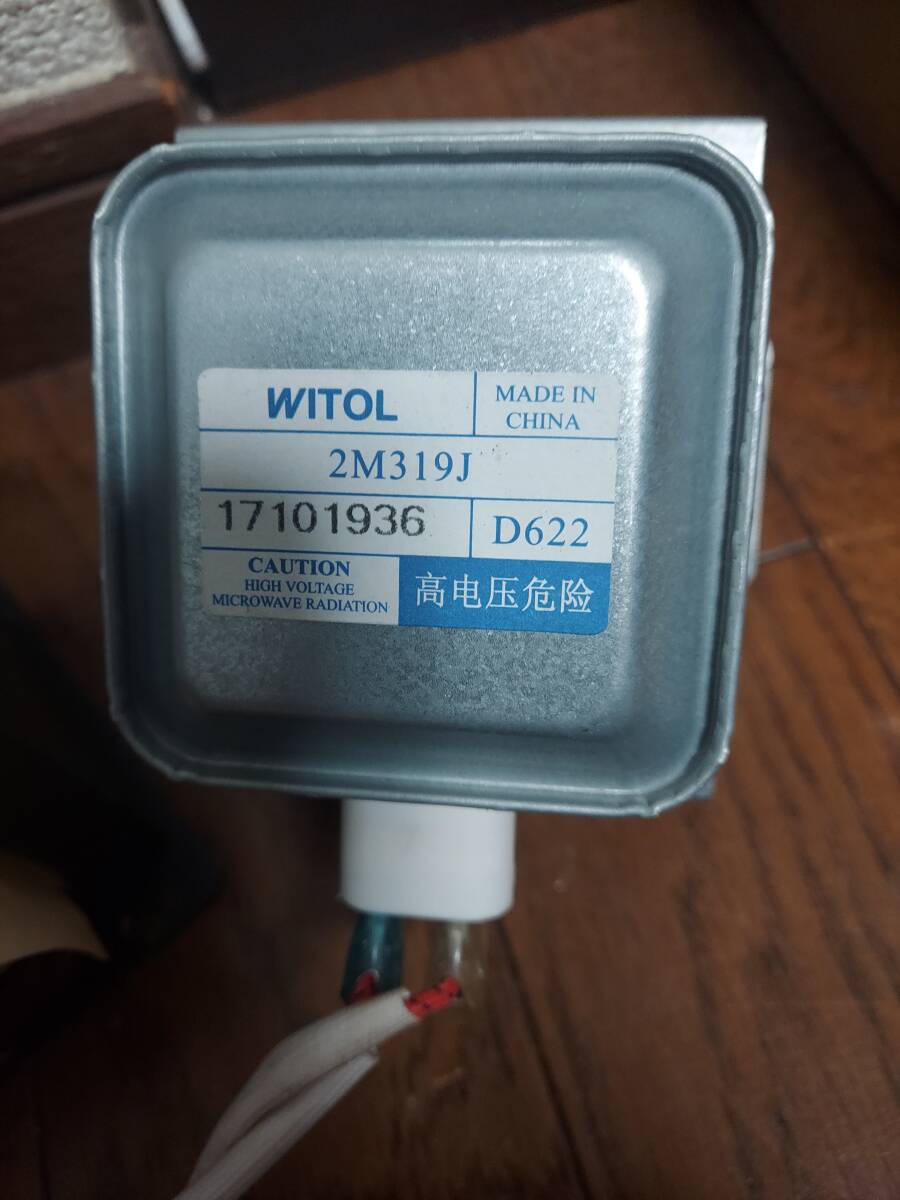 WITOL
MADE IN
CHINA
2M319J
17101936
D622
CAUTION
HIGH VOLTAGE
MICROWAVE RADIATION
高电压危险